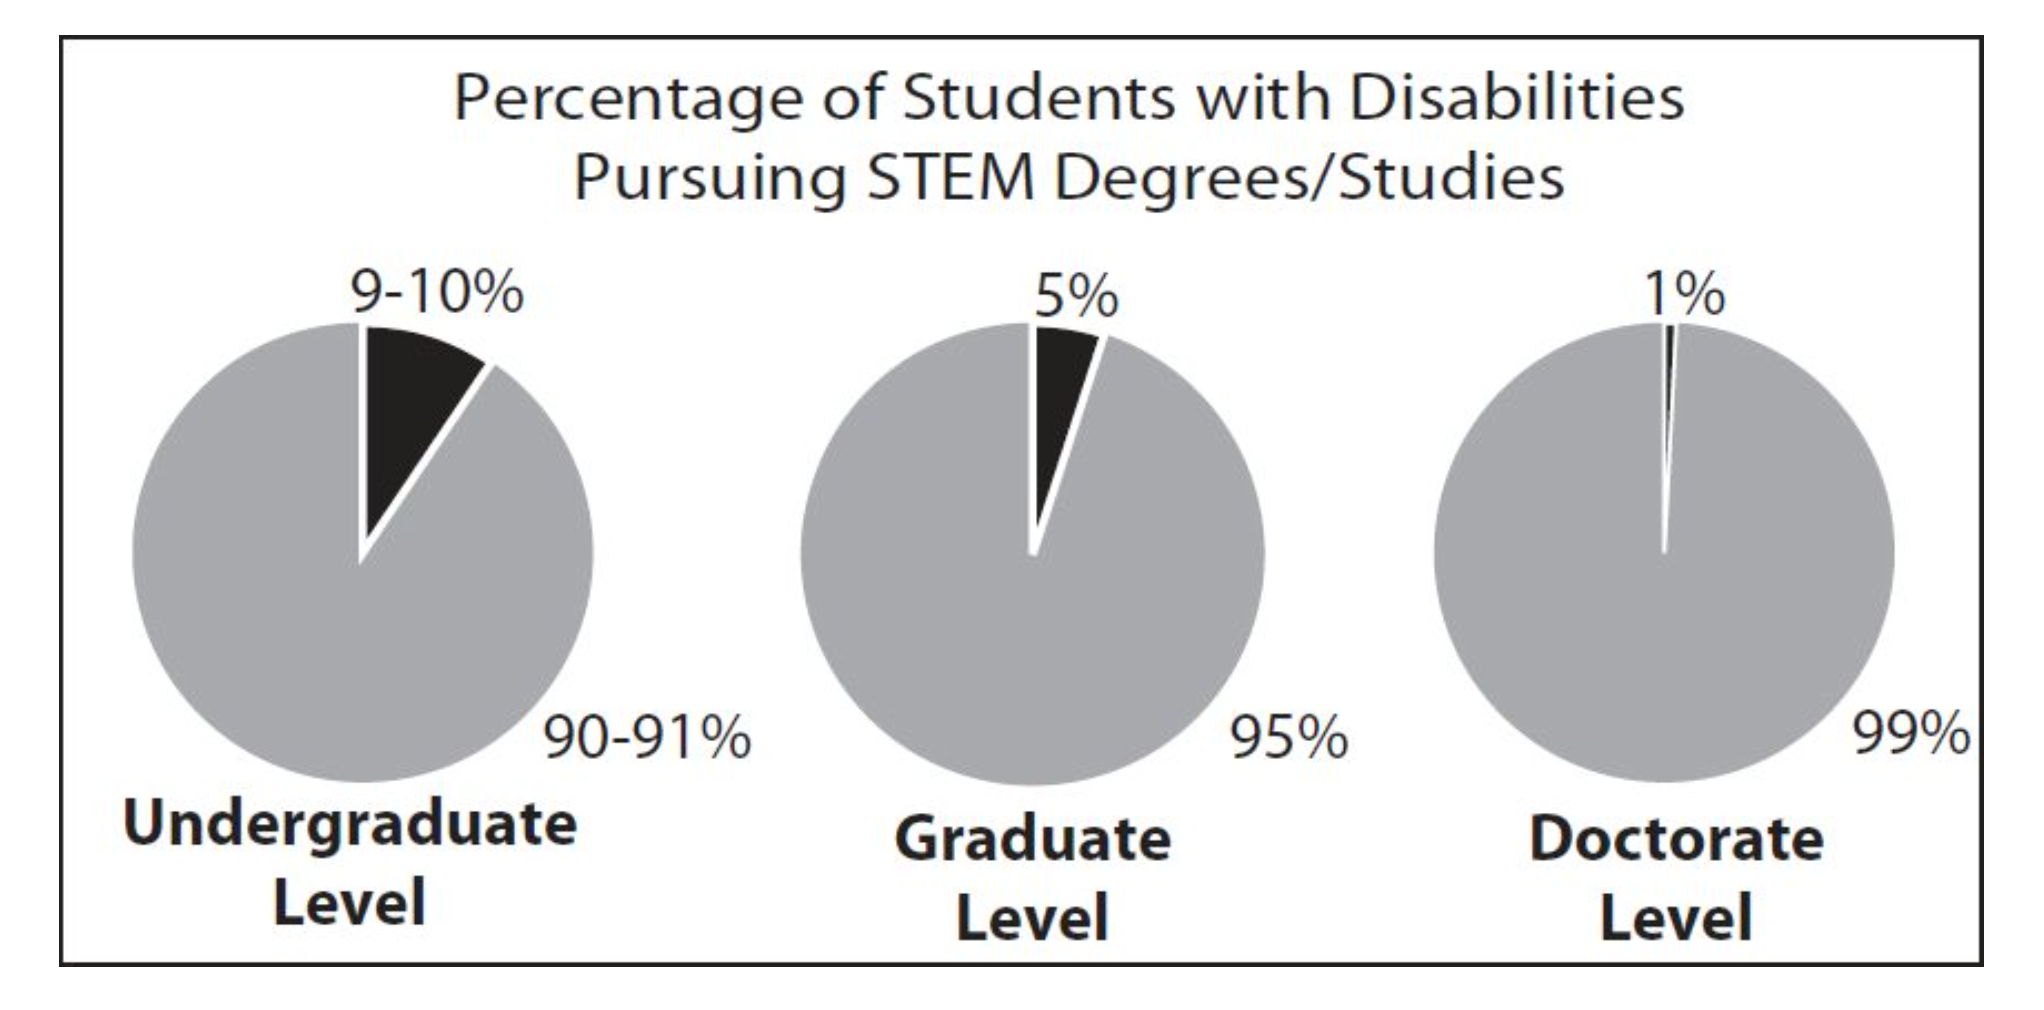 Percentage of Students with Disabilities
Pursuing STEM Degrees/Studies
9-10%
90-91%
Undergraduate
Level
5%
95%
Graduate
Level
1%
99%
Doctorate
Level